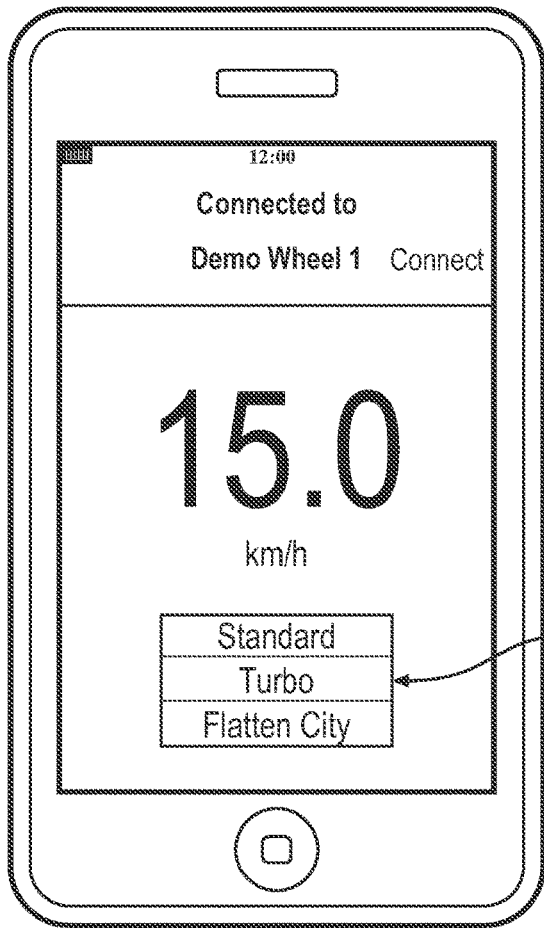 12:00
Connected to
Demo Wheel 1 Connect
15.0
km/h
Standard
Turbo
Flatten City